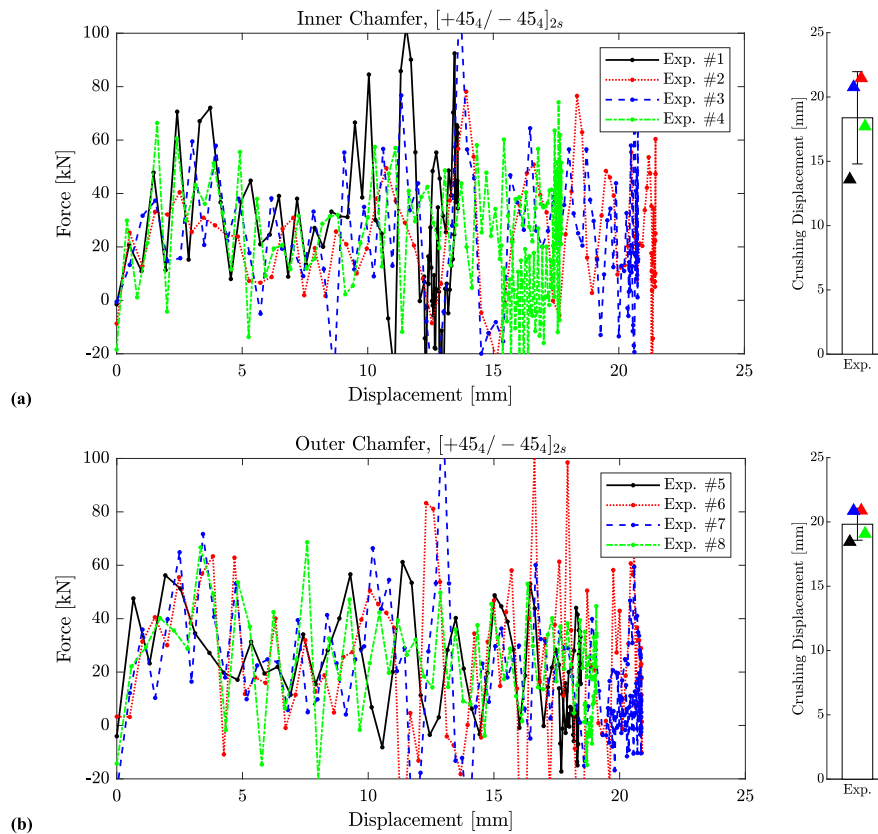 Inner Chamfer, [+45₄/ − 45₄]₂ₛ
100
80
60
40
20
0
-20
Force [kN]
Exp. #1
Exp. #2
Exp. #3
Exp. #4
0 5 10 15 20 25
Displacement [mm]
25
20
15
10
5
0
Crushing Displacement [mm]
Exp.
(a)
Outer Chamfer, [+45₄/ − 45₄]₂ₛ
100
80
60
40
20
0
-20
Force [kN]
Exp. #5
Exp. #6
Exp. #7
Exp. #8
0 5 10 15 20 25
Displacement [mm]
25
20
15
10
5
0
Crushing Displacement [mm]
Exp.
(b)